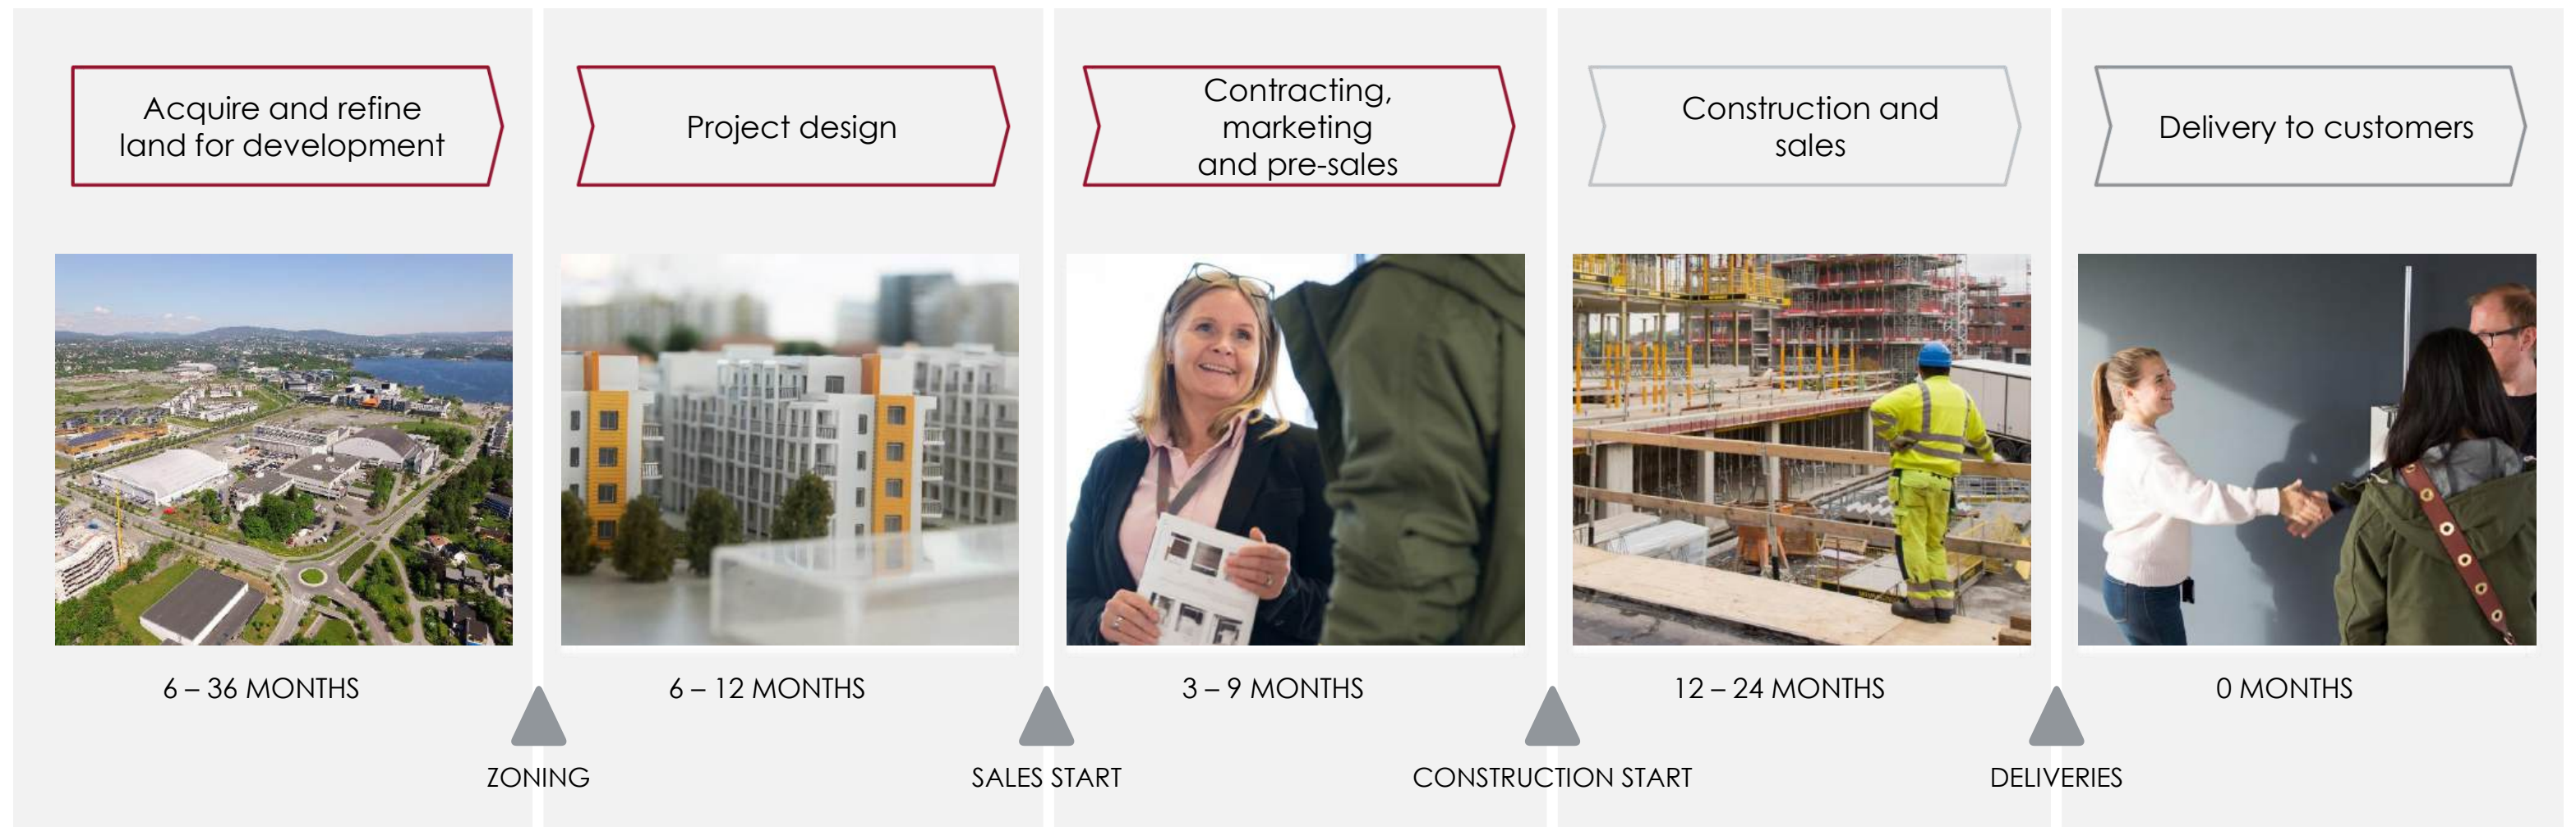 Acquire and refine
land for development
Project design
Contracting,
marketing
and pre-sales
Construction and
sales
Delivery to customers
6 – 36 MONTHS
6 – 12 MONTHS
3 – 9 MONTHS
12 – 24 MONTHS
0 MONTHS
ZONING
SALES START
CONSTRUCTION START
DELIVERIES